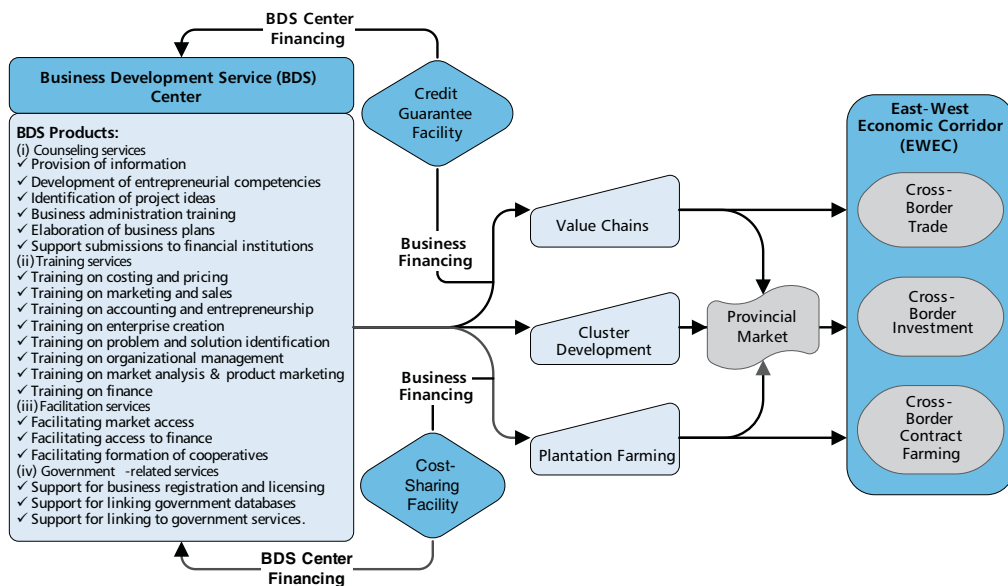 BDS Center
Financing
Business Development Service (BDS)
Center
BDS Products:
(i) Counseling services
✓ Provision of information
✓ Development of entrepreneurial competencies
✓ Identification of project ideas
✓ Business administration training
✓ Elaboration of business plans
✓ Support submissions to financial institutions
(ii) Training services
✓ Training on costing and pricing
✓ Training on marketing and sales
✓ Training on accounting and entrepreneurship
✓ Training on enterprise creation
✓ Training on problem and solution identification
✓ Training on organizational management
✓ Training on market analysis & product marketing
✓ Training on finance
(iii) Facilitation services
✓ Facilitating market access
✓ Facilitating access to finance
✓ Facilitating formation of cooperatives
(iv) Government -related services
✓ Support for business registration and licensing
✓ Support for linking government databases
✓ Support for linking to government services.
BDS Center
Financing
Credit
Guarantee
Facility
Business
Financing
Business
Financing
Cost-
Sharing
Facility
Value Chains
Cluster
Development
Plantation Farming
Provincial
Market
East-West
Economic Corridor
(EWEC)
Cross-
Border
Trade
Cross-
Border
Investment
Cross-
Border
Contract
Farming